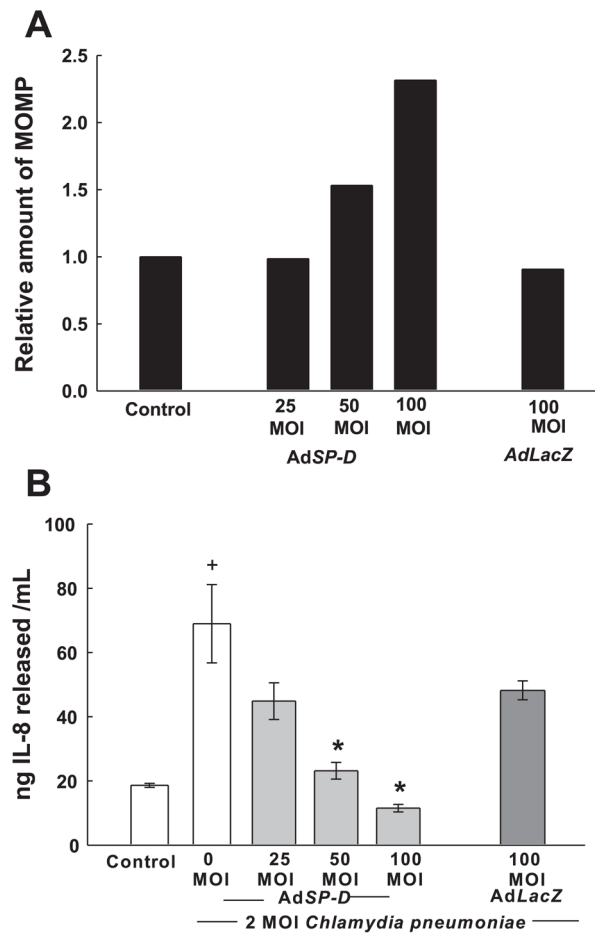 A
Relative amount of MOMP
2.5
2.0
1.5
1.0
0.5
0.0
Control 25 MOI 50 MOI 100 MOI 100 MOI
AdSP-D AdLacZ
B
ng IL-8 released /mL
100
80
60
40
20
0
+
*
*
Control 0 MOI 25 MOI 50 MOI 100 MOI 100 MOI
AdSP-D AdLacZ
2 MOI Chlamydia pneumoniae